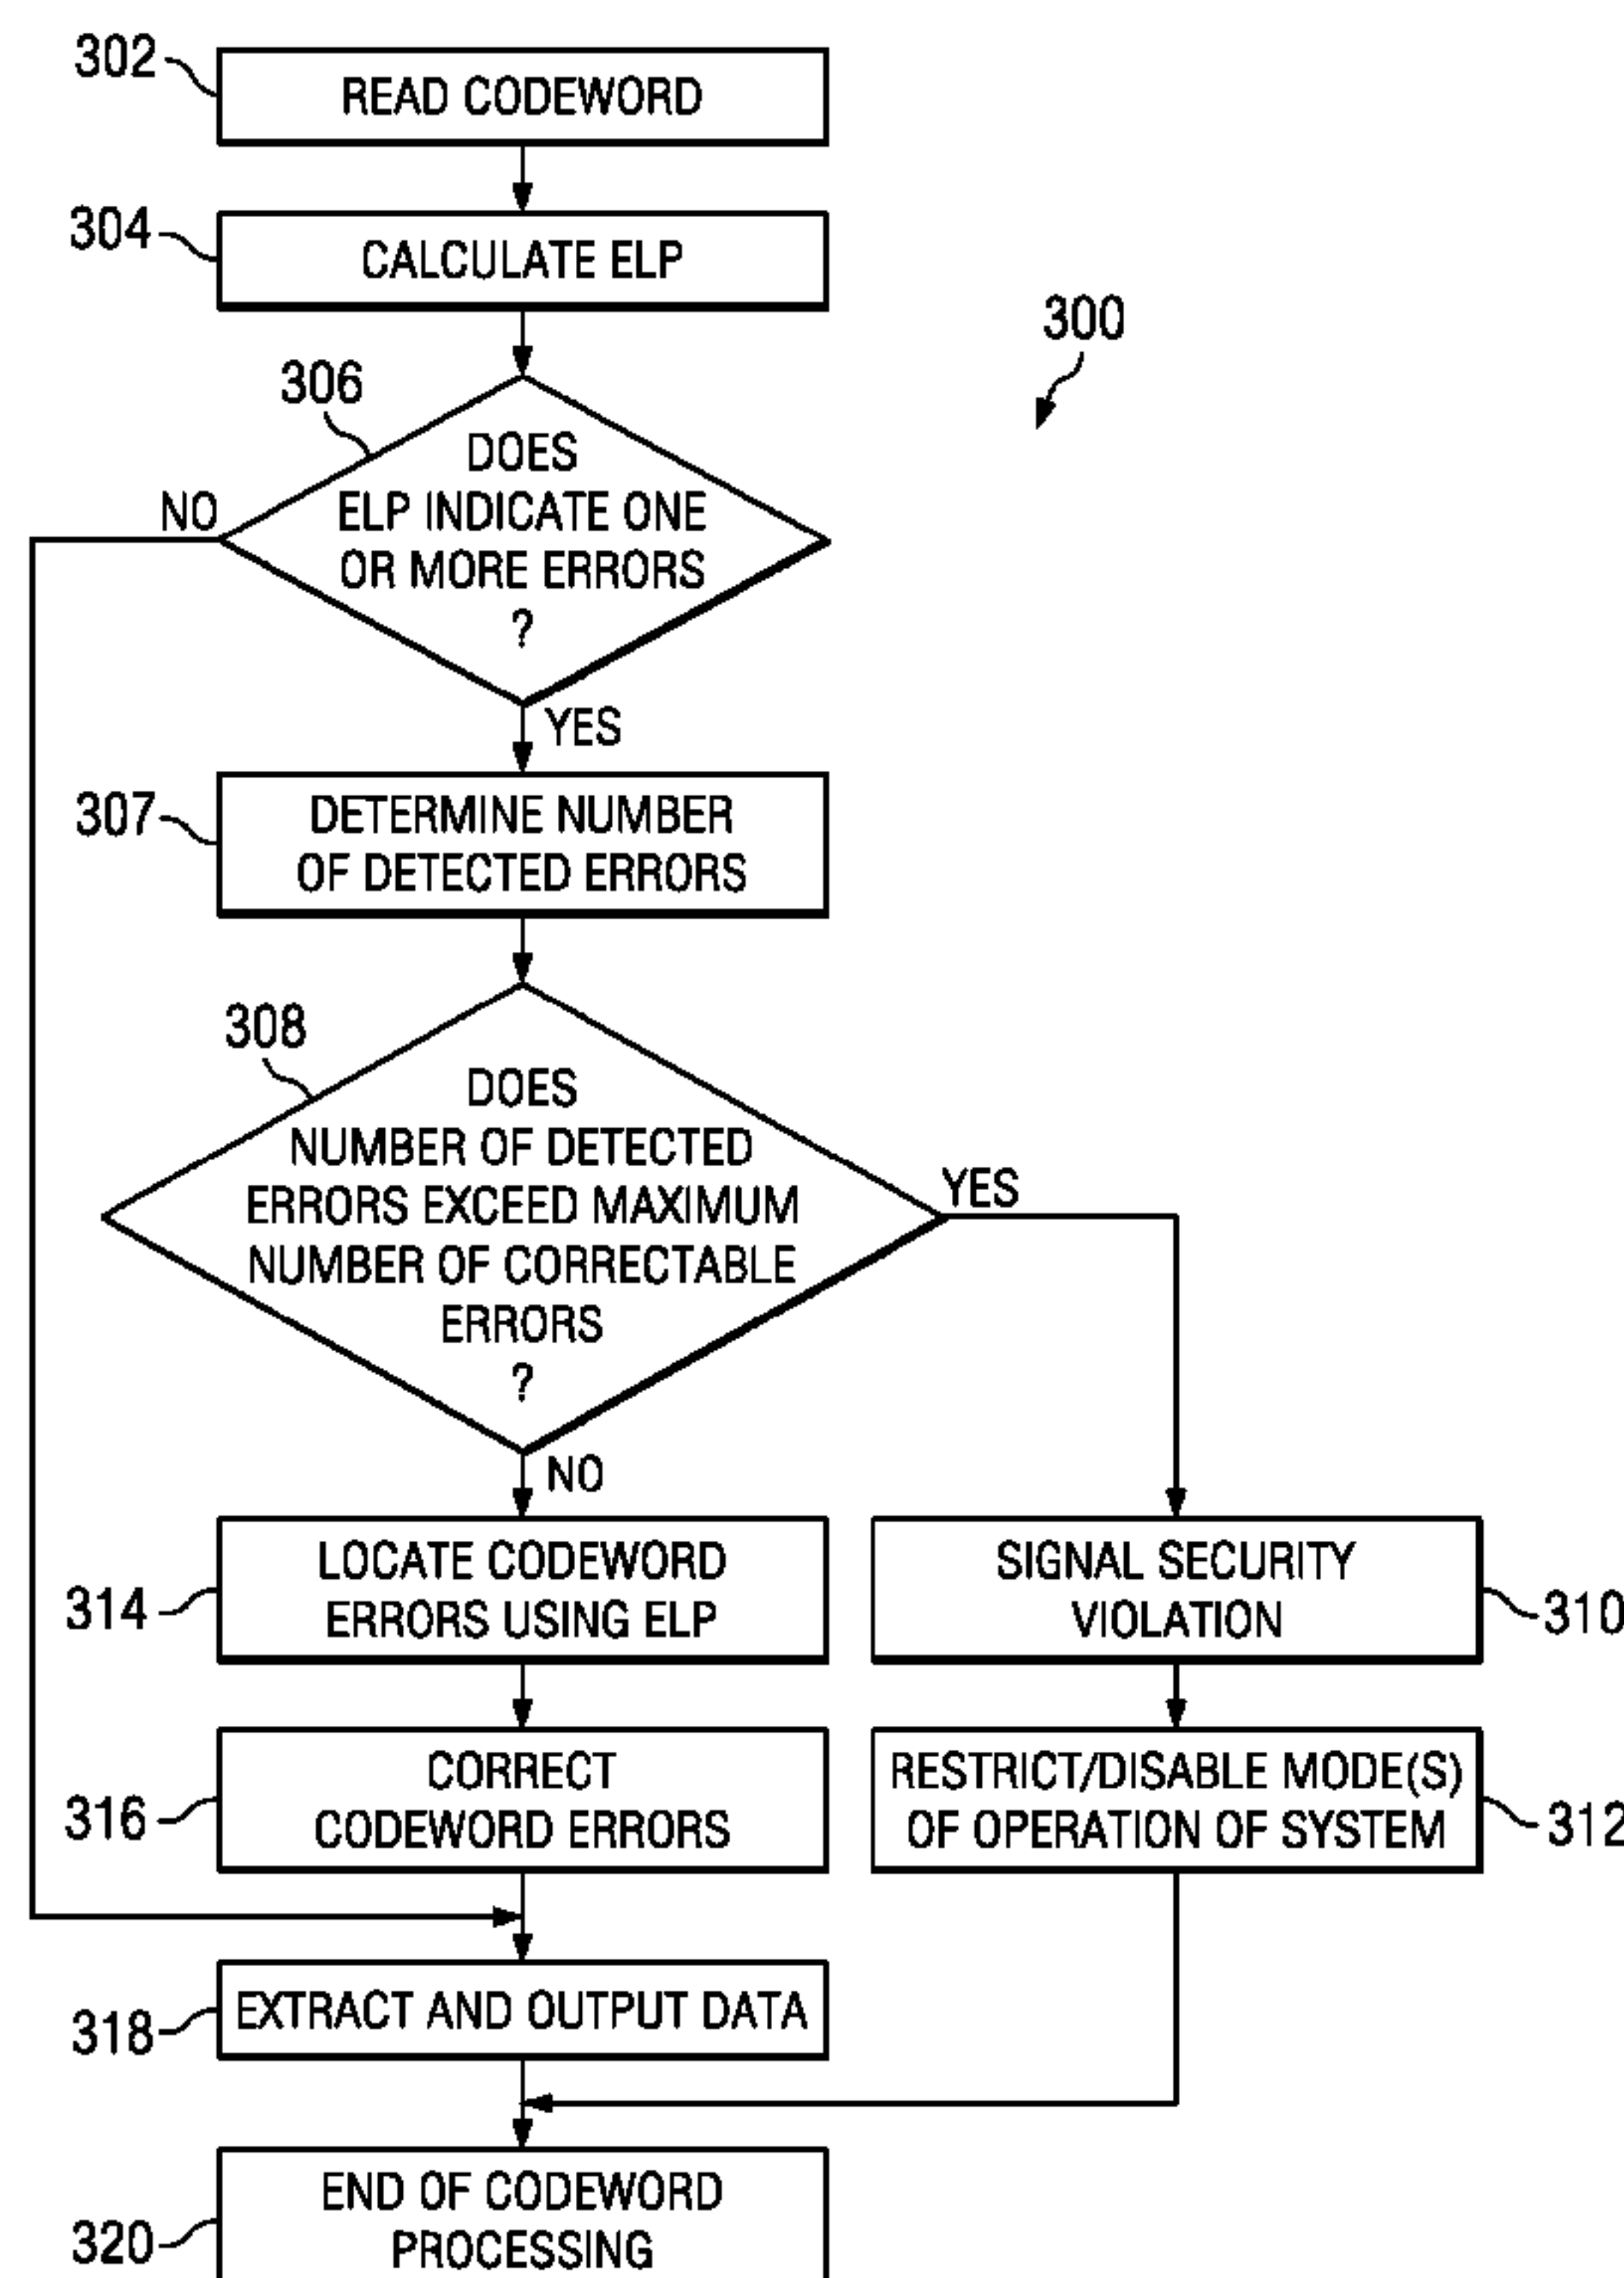 302
READ CODEWORD
304
CALCULATE ELP
300
306
DOES
ELP INDICATE ONE
OR MORE ERRORS
?
NO
YES
307
DETERMINE NUMBER
OF DETECTED ERRORS
308
DOES
NUMBER OF DETECTED
ERRORS EXCEED MAXIMUM
NUMBER OF CORRECTABLE
ERRORS
?
YES
NO
314
LOCATE CODEWORD
ERRORS USING ELP
SIGNAL SECURITY
VIOLATION
310
316
CORRECT
CODEWORD ERRORS
RESTRICT/DISABLE MODE(S)
OF OPERATION OF SYSTEM
312
318
EXTRACT AND OUTPUT DATA
320
END OF CODEWORD
PROCESSING